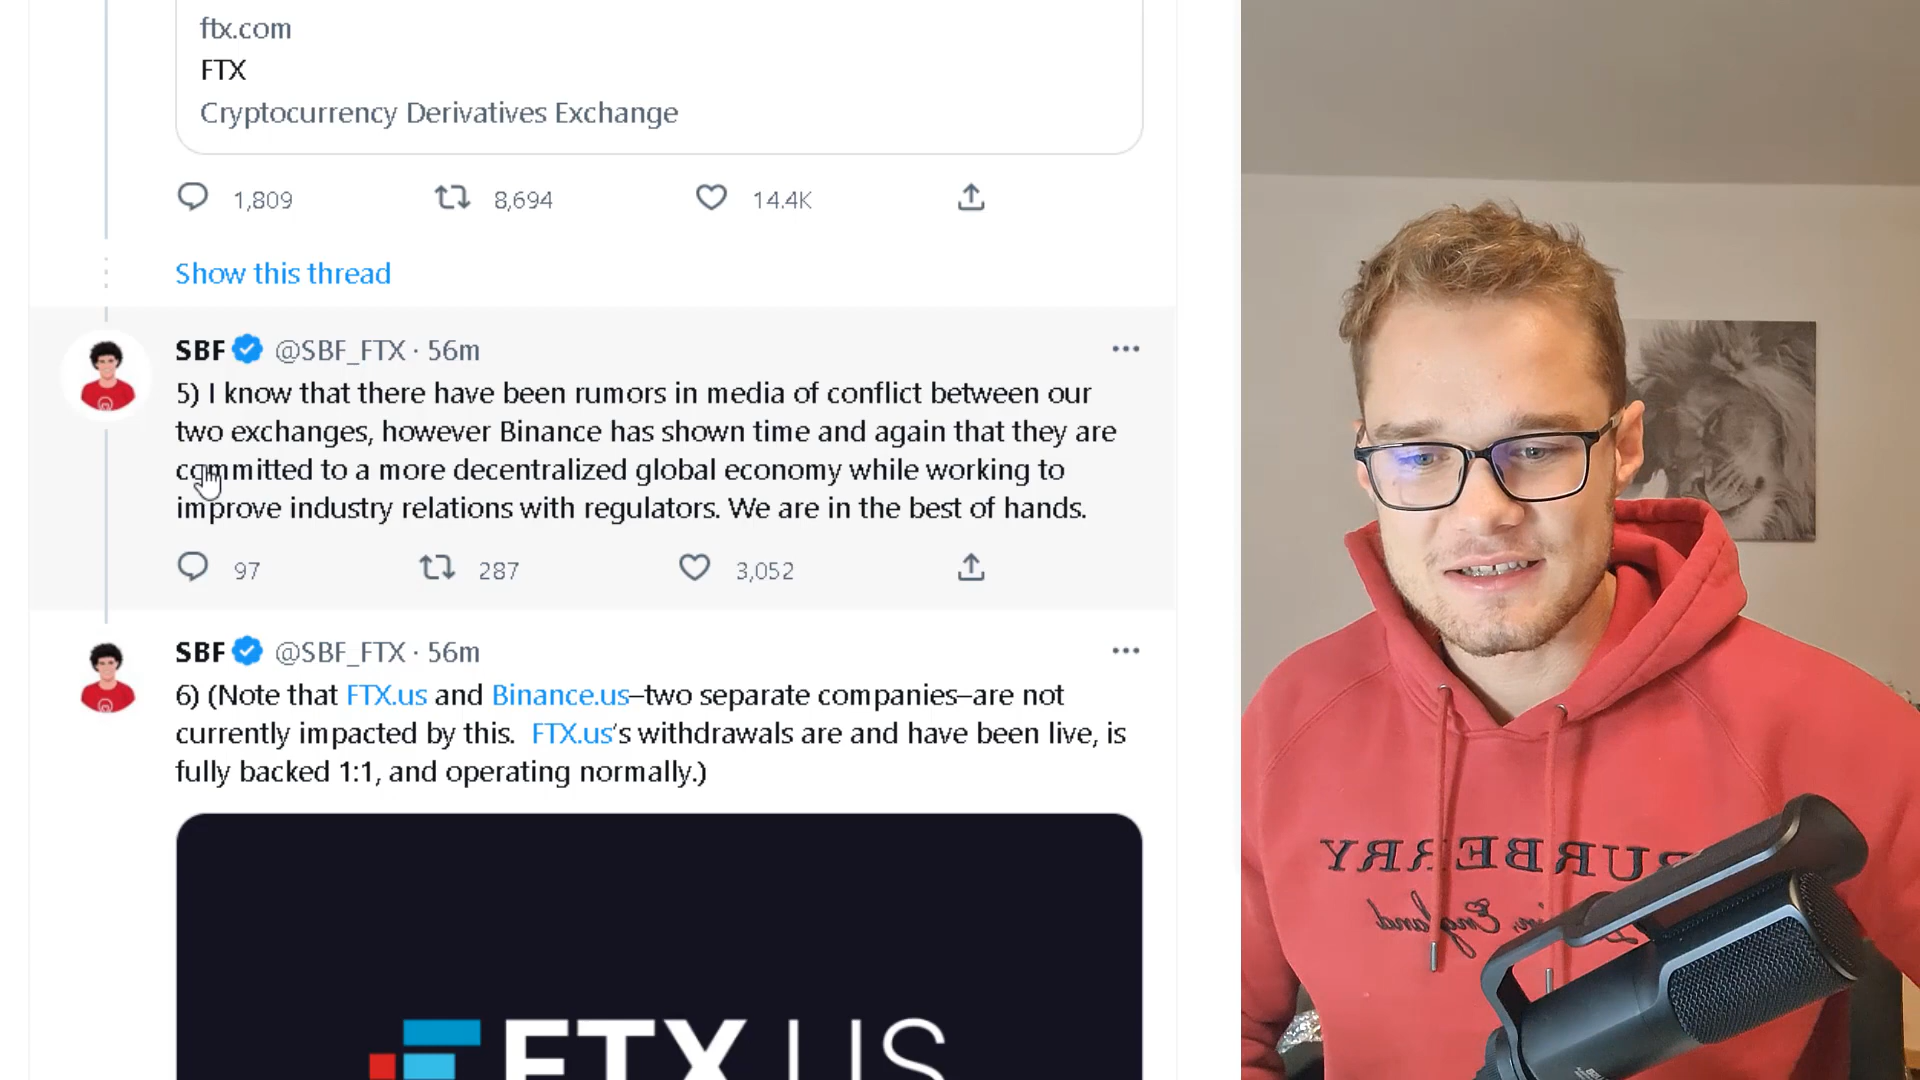 ftx.com
FTX
Cryptocurrency Derivatives Exchange
1,809 8,694 14.4K
Show this thread
SBF @SBF_FTX · 56m
5) I know that there have been rumors in media of conflict between our
two exchanges, however Binance has shown time and again that they are
committed to a more decentralized global economy while working to
improve industry relations with regulators. We are in the best of hands.
97 287 3,052
SBF @SBF_FTX · 56m
6) (Note that FTX.us and Binance.us–two separate companies–are not
currently impacted by this.  FTX.us's withdrawals are and have been live, is
fully backed 1:1, and operating normally.)
FTX US
BURBERRY
England